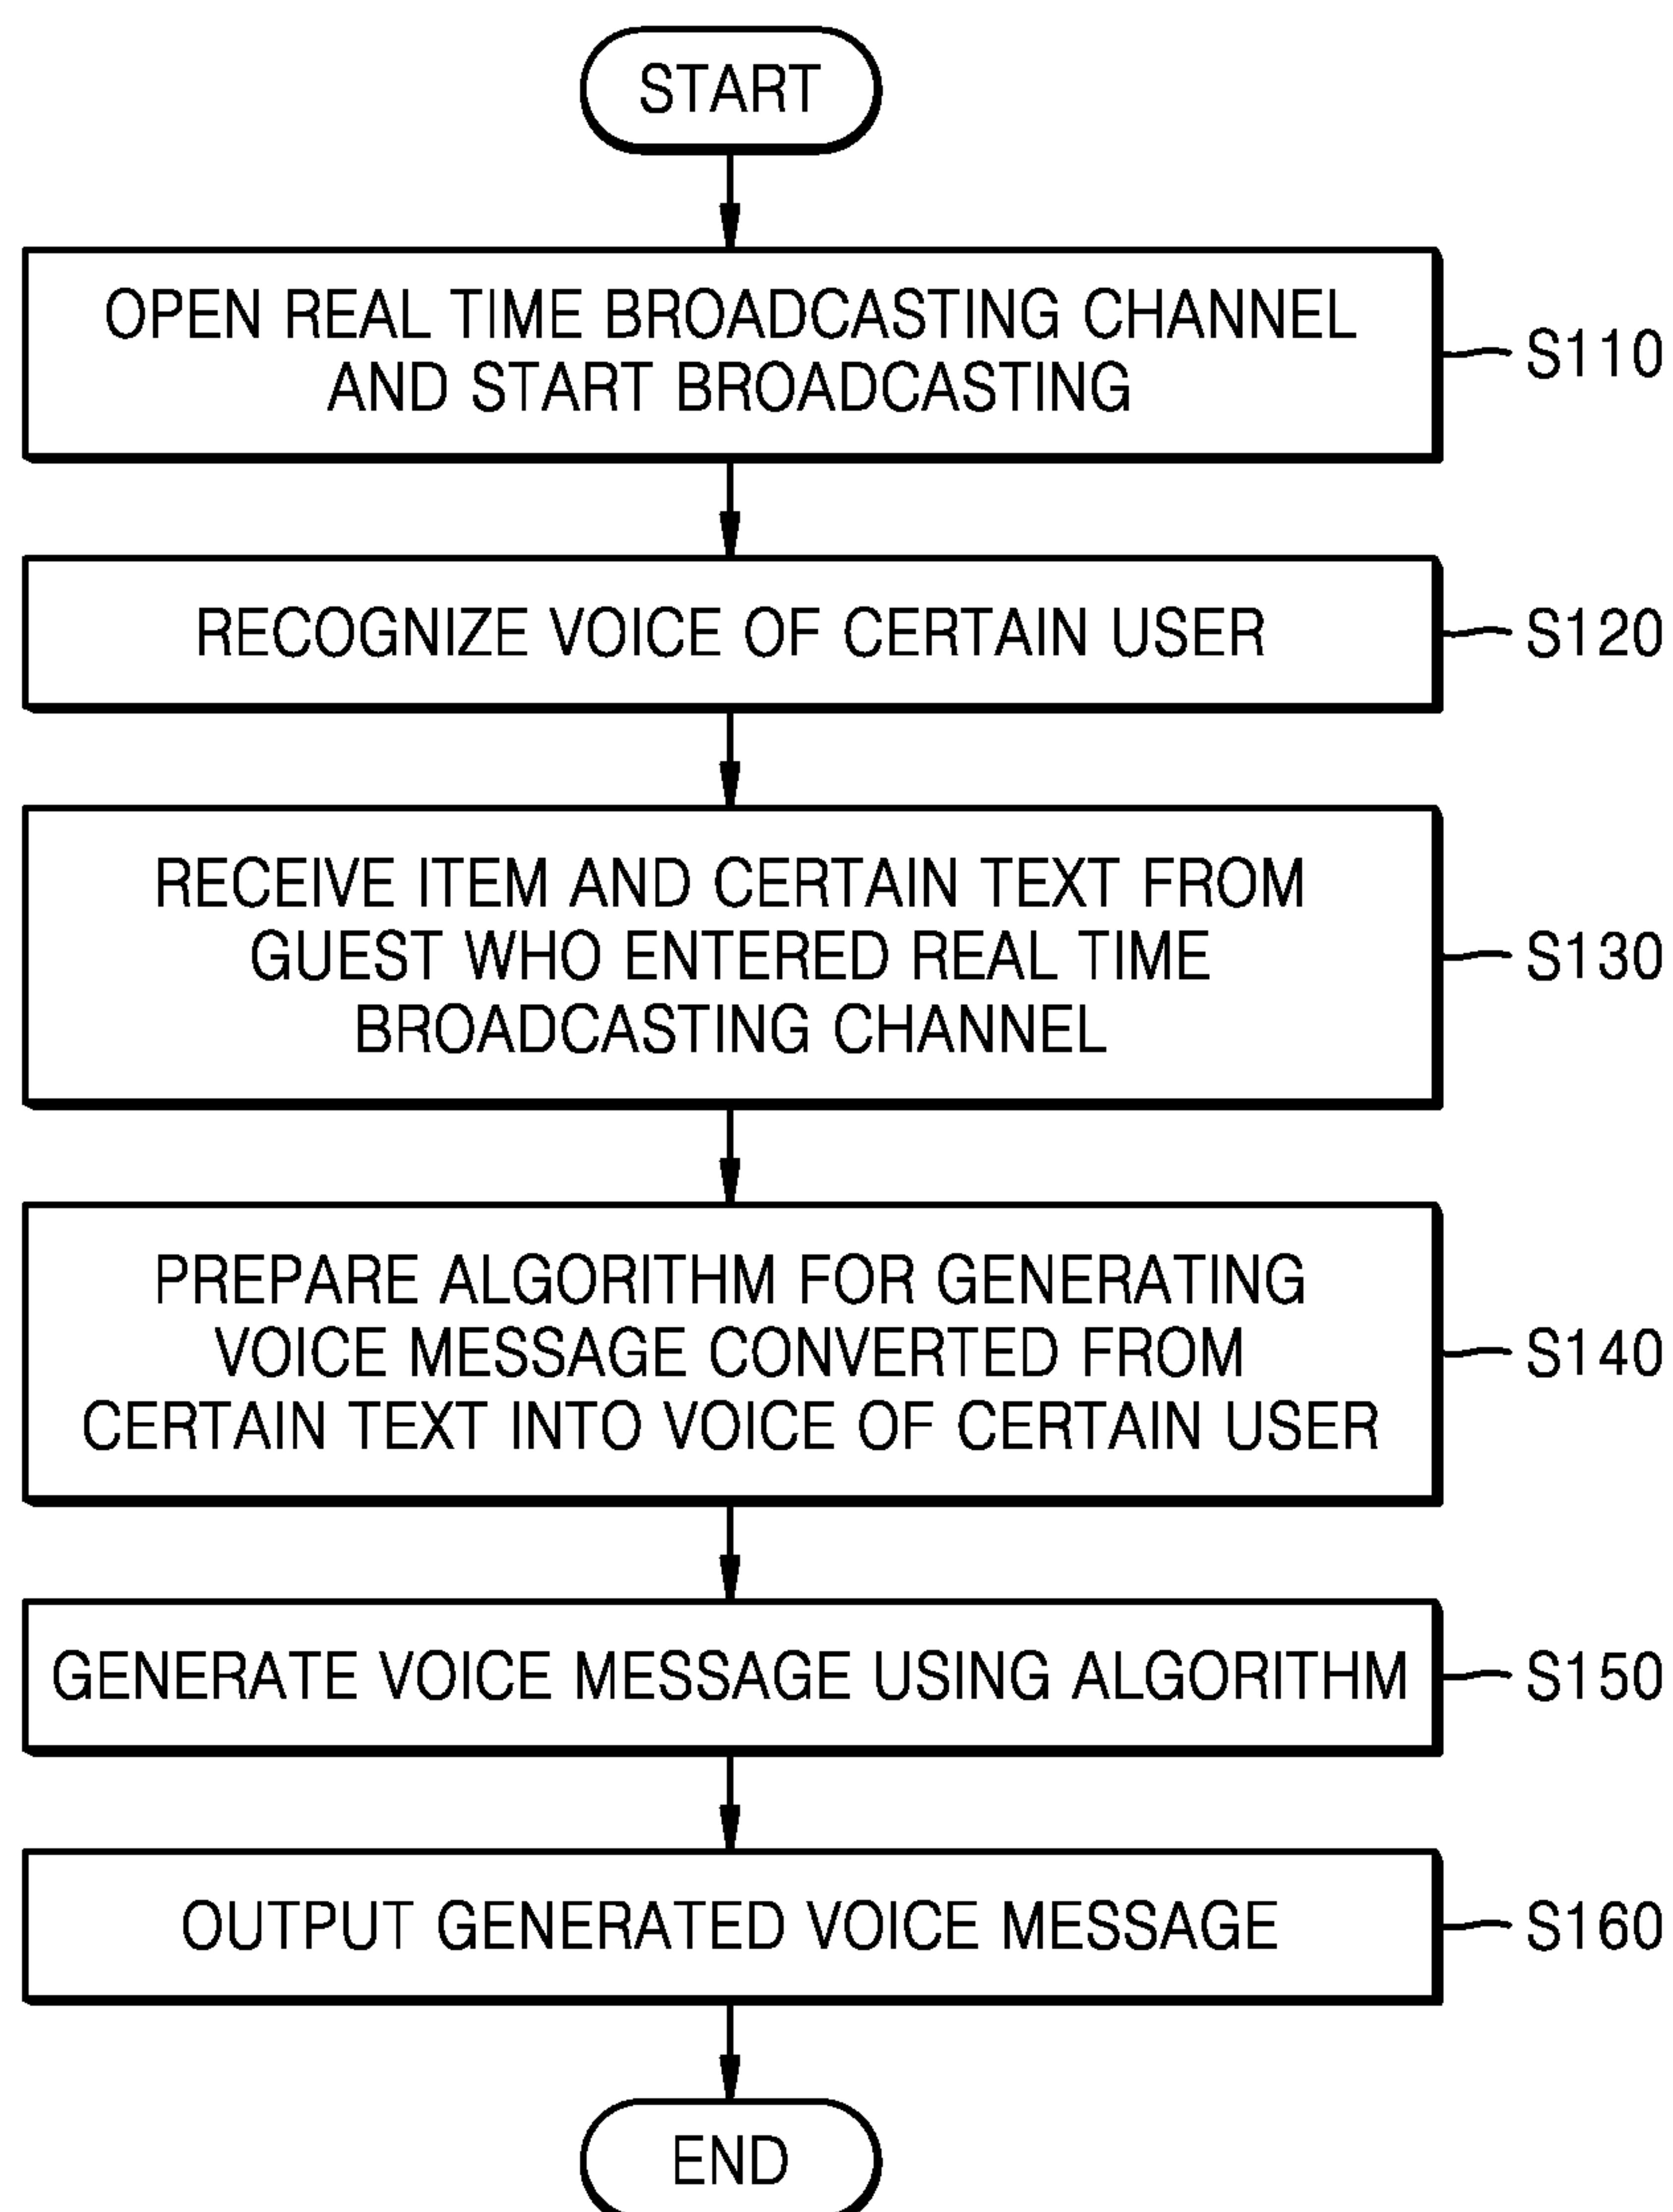 START
OPEN REAL TIME BROADCASTING CHANNEL
AND START BROADCASTING
S110
RECOGNIZE VOICE OF CERTAIN USER
S120
RECEIVE ITEM AND CERTAIN TEXT FROM
GUEST WHO ENTERED REAL TIME
BROADCASTING CHANNEL
S130
PREPARE ALGORITHM FOR GENERATING
VOICE MESSAGE CONVERTED FROM
CERTAIN TEXT INTO VOICE OF CERTAIN USER
S140
GENERATE VOICE MESSAGE USING ALGORITHM
S150
OUTPUT GENERATED VOICE MESSAGE
S160
END